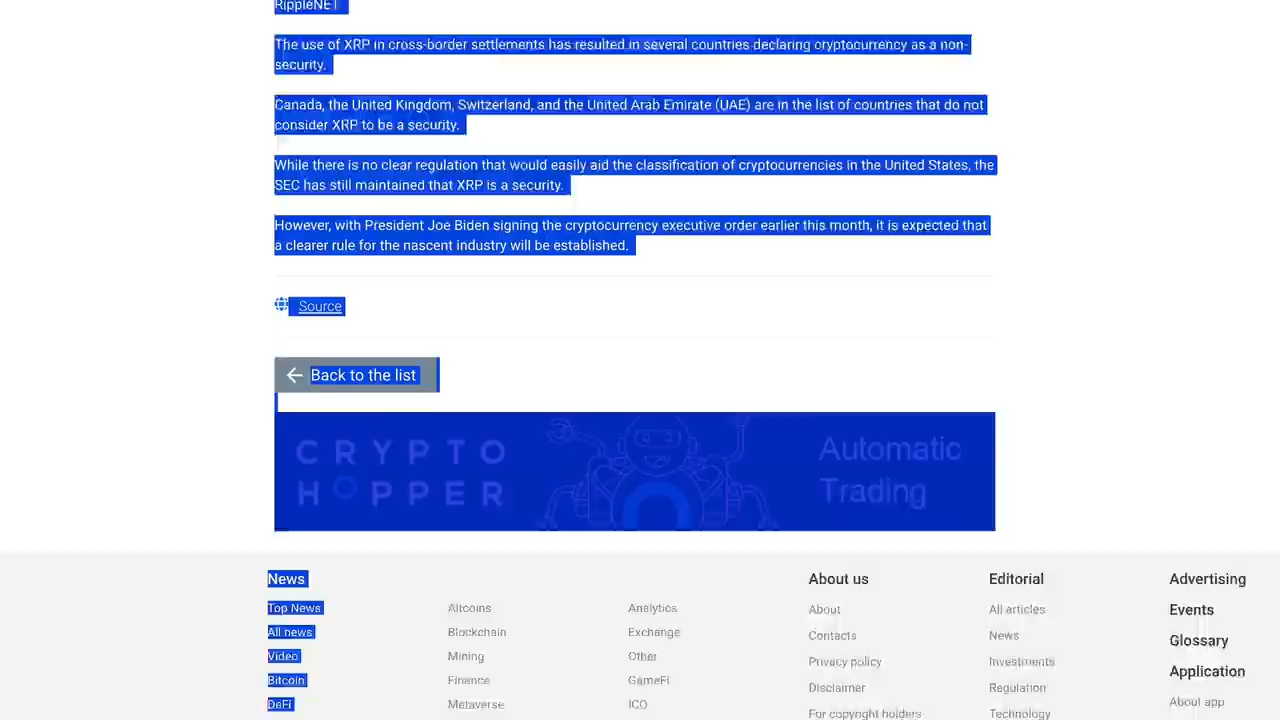 RippleNET
The use of XRP in cross-border settlements has resulted in several countries declaring cryptocurrency as a non-
security.
Canada, the United Kingdom, Switzerland, and the United Arab Emirate (UAE) are in the list of countries that do not
consider XRP to be a security.
While there is no clear regulation that would easily aid the classification of cryptocurrencies in the United States, the
SEC has still maintained that XRP is a security.
However, with President Joe Biden signing the cryptocurrency executive order earlier this month, it is expected that
a clearer rule for the nascent industry will be established.
Source
Back to the list
CRYPTO
HOPPER
Automatic
Trading
News
Top News
All news
Video
Bitcoin
DeFi
Altcoins
Blockchain
Mining
Finance
Metaverse
Analytics
Exchange
Other
GameFi
ICO
About us
About
Contacts
Privacy policy
Disclaimer
For copyright holders
Editorial
All articles
News
Investments
Regulation
Technology
Advertising
Events
Glossary
Application
About app